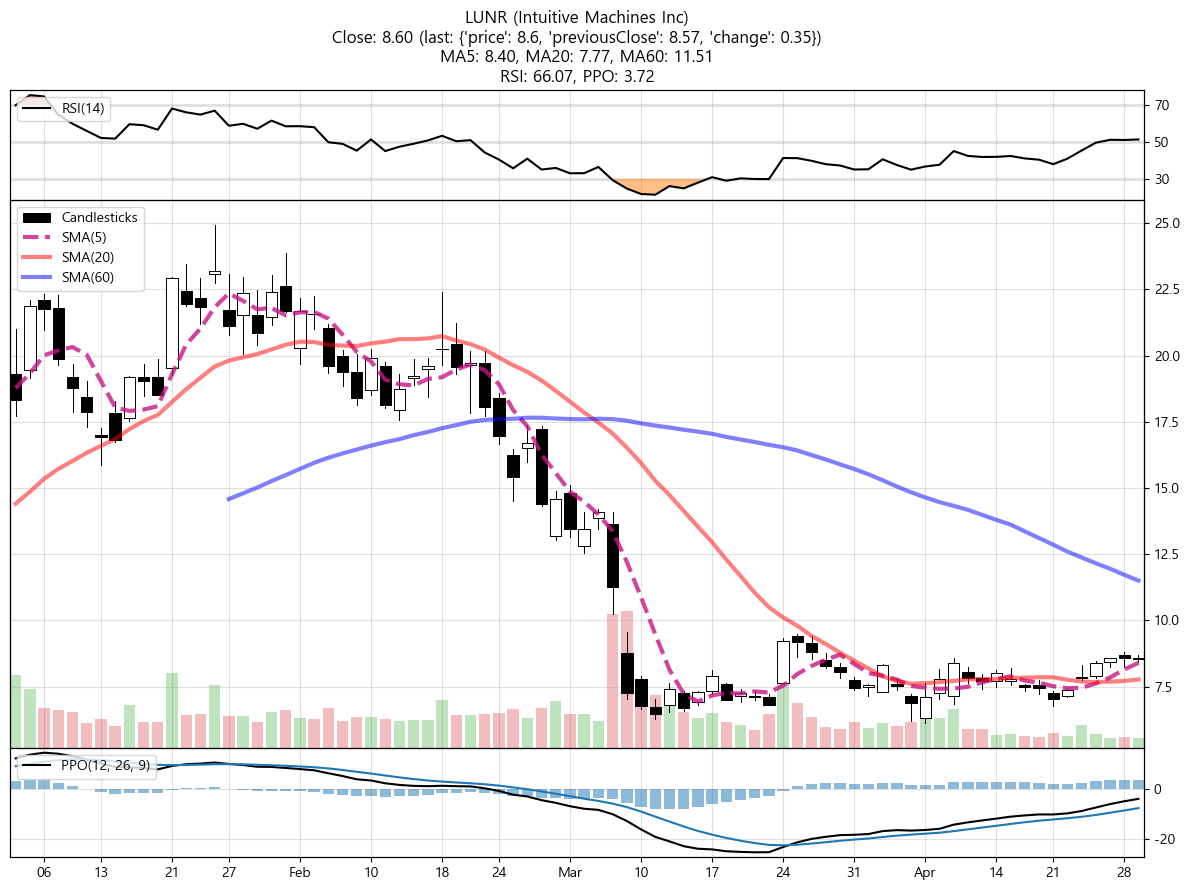 LUNR (Intuitive Machines Inc)
Close: 8.60 (last: {'price': 8.6, 'previousClose': 8.57, 'change': 0.35})
MA5: 8.40, MA20: 7.77, MA60: 11.51
RSI: 66.07, PPO: 3.72
RSI(14)
70
50
30
Candlesticks
SMA(5)
SMA(20)
SMA(60)
25.0
22.5
20.0
17.5
15.0
12.5
10.0
7.5
PPO(12, 26, 9)
0
-20
06 13 21 27 Feb 10 18 24 Mar 10 17 24 31 Apr 14 21 28